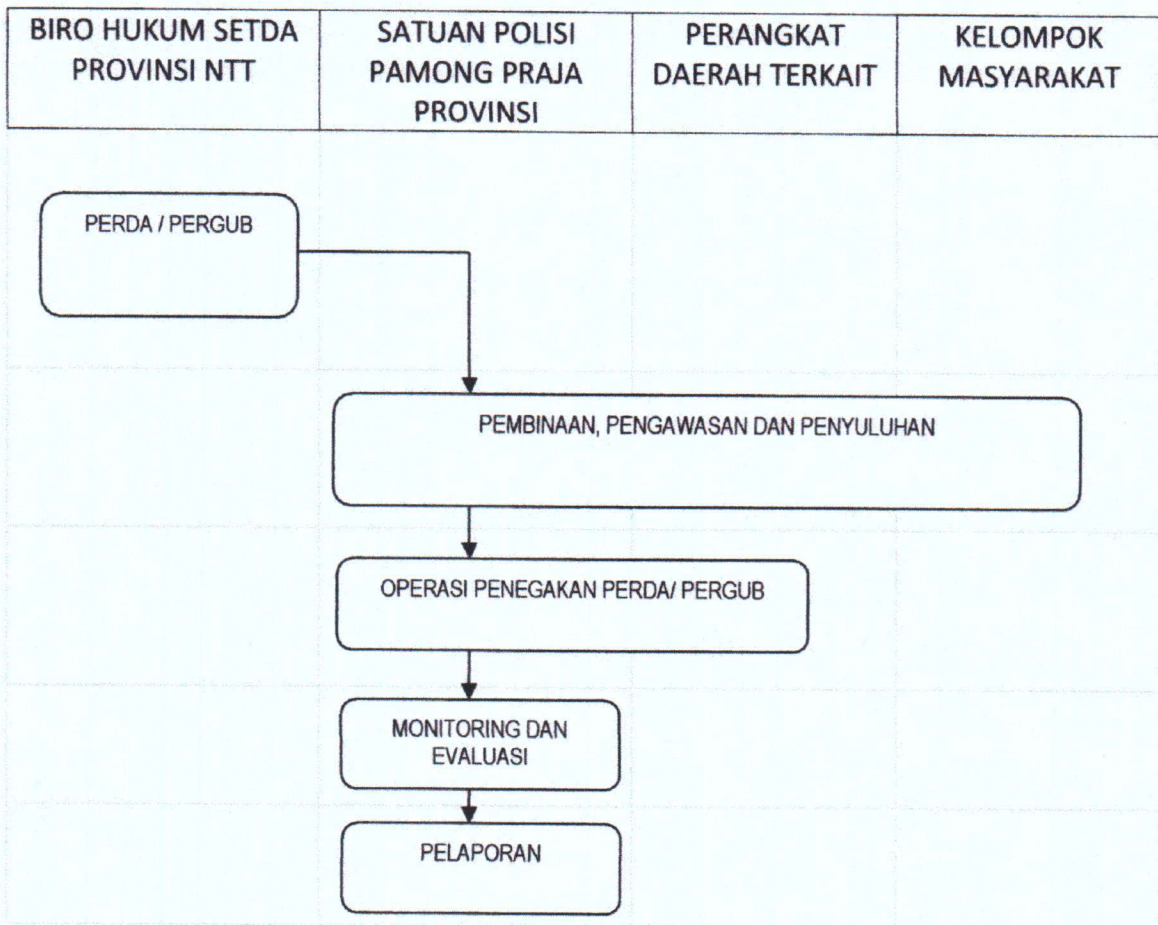 BIRO HUKUM SETDA
PROVINSI NTT
SATUAN POLISI
PAMONG PRAJA
PROVINSI
PERANGKAT
DAERAH TERKAIT
KELOMPOK
MASYARAKAT
PERDA / PERGUB
PEMBINAAN, PENGAWASAN DAN PENYULUHAN
OPERASI PENEGAKAN PERDA/ PERGUB
MONITORING DAN
EVALUASI
PELAPORAN